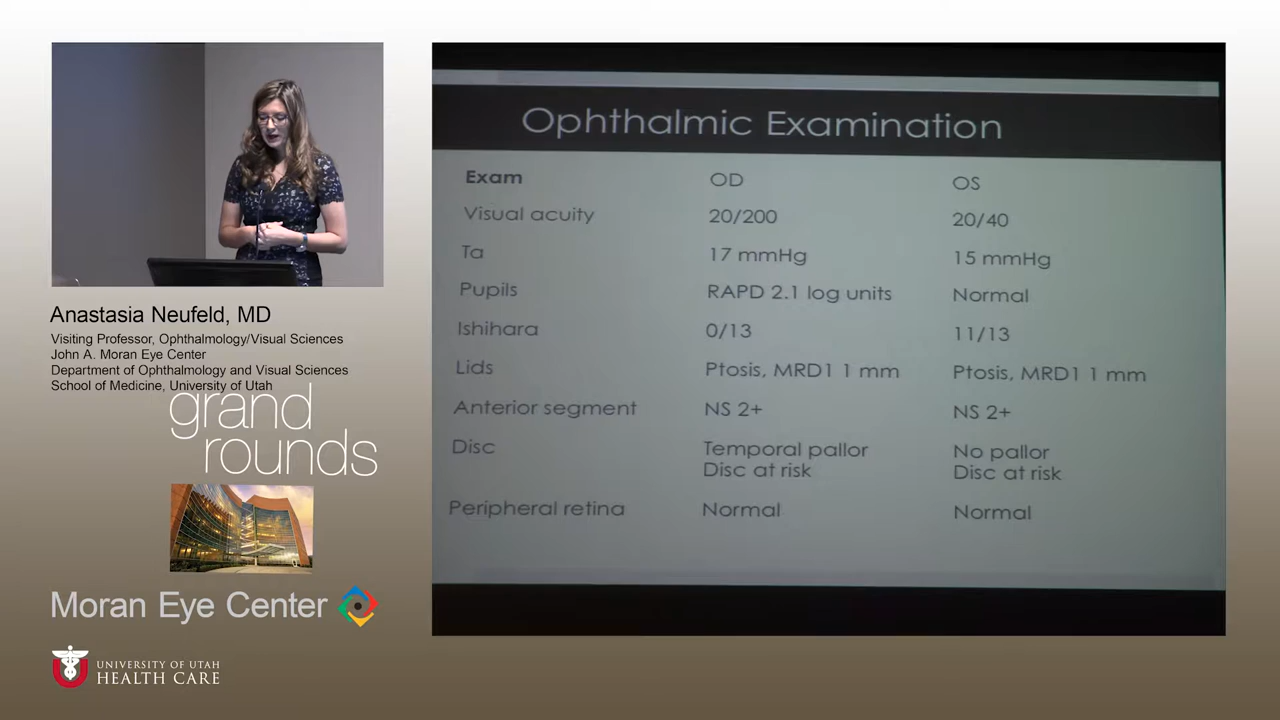 Ophthalmic Examination
Exam OD OS
Visual acuity 20/200 20/40
Ta 17 mmHg 15 mmHg
Pupils RAPD 2.1 log units Normal
Ishihara 0/13 11/13
Lids Ptosis, MRD1 1 mm Ptosis, MRD1 1 mm
Anterior segment NS 2+ NS 2+
Disc Temporal pallor No pallor
Disc at risk Disc at risk
Peripheral retina Normal Normal
Anastasia Neufeld, MD
Visiting Professor, Ophthalmology/Visual Sciences
John A. Moran Eye Center
Department of Ophthalmology and Visual Sciences
School of Medicine, University of Utah
grand
rounds
Moran Eye Center
U UNIVERSITY OF UTAH
HEALTH CARE